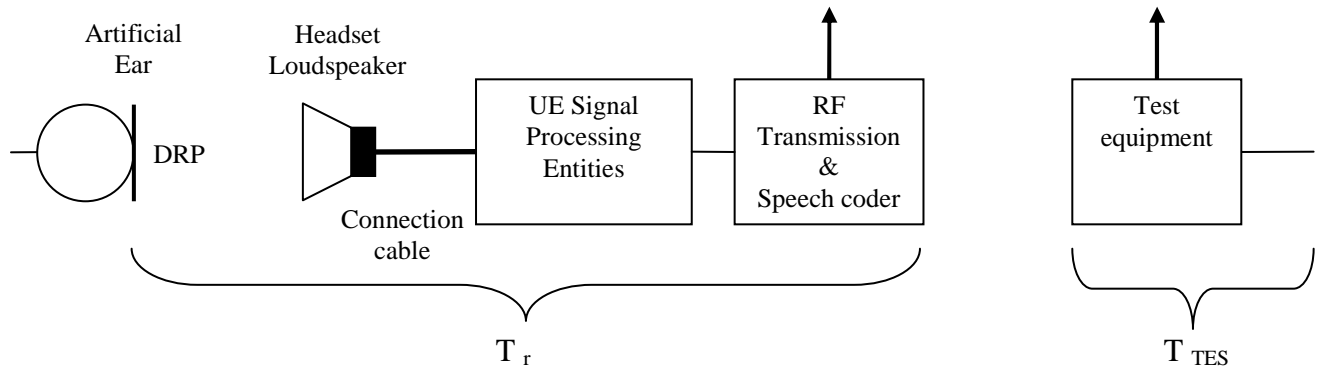 Artificial
Ear
DRP
Headset
Loudspeaker
Connection
cable
UE Signal
Processing
Entities
RF
Transmission
&
Speech coder
Test
equipment
T r
T TES